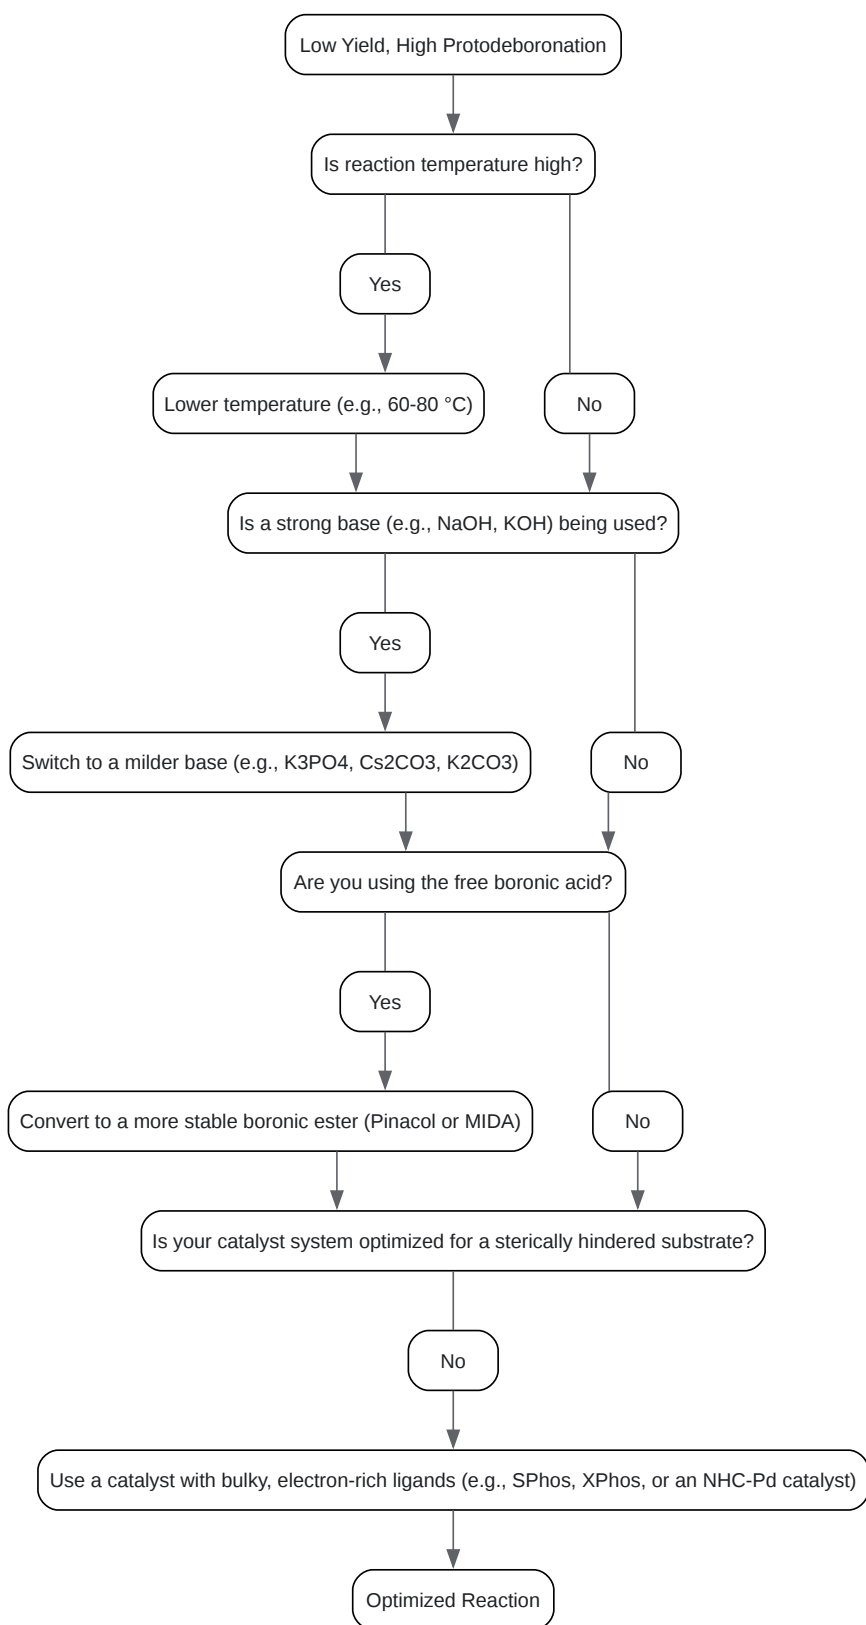 Low Yield, High Protodeboronation
Is reaction temperature high?
Yes
Lower temperature (e.g., 60-80 °C)
No
Is a strong base (e.g., NaOH, KOH) being used?
Yes
Switch to a milder base (e.g., K3PO4, Cs2CO3, K2CO3)
No
Are you using the free boronic acid?
Yes
Convert to a more stable boronic ester (Pinacol or MIDA)
No
Is your catalyst system optimized for a sterically hindered substrate?
No
Use a catalyst with bulky, electron-rich ligands (e.g., SPhos, XPhos, or an NHC-Pd catalyst)
Optimized Reaction